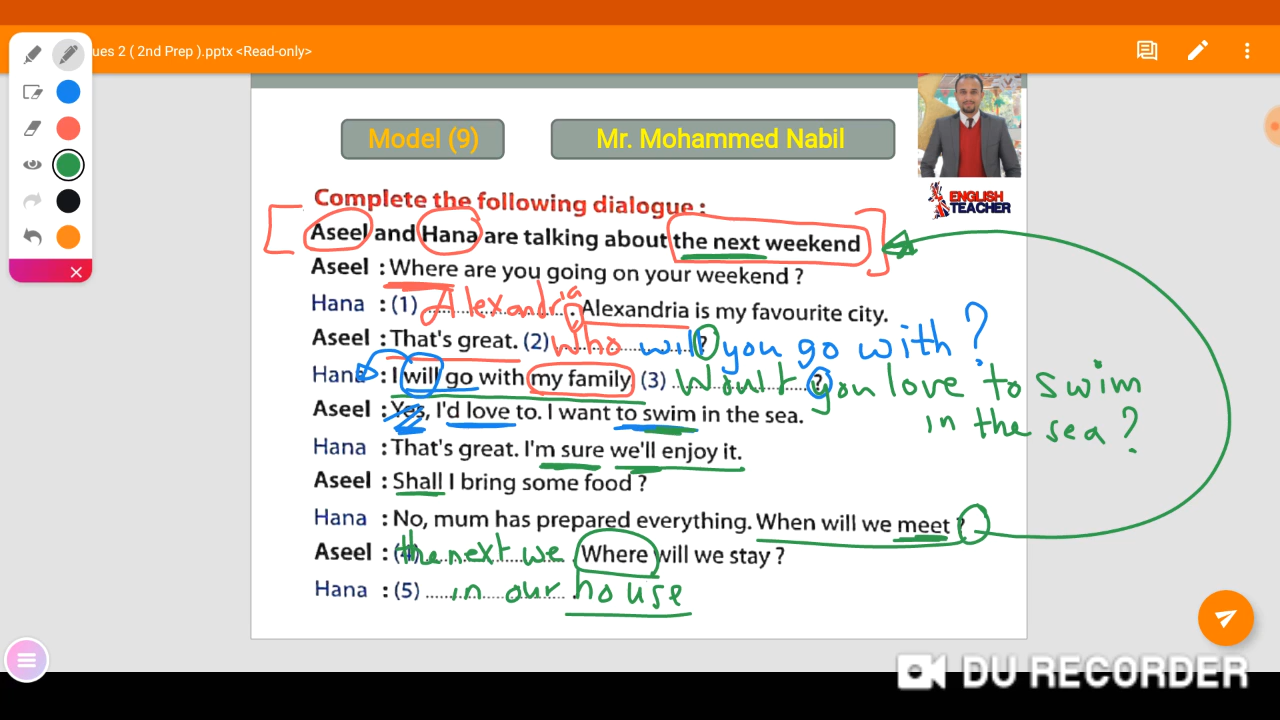 ues 2 ( 2nd Prep ).pptx <Read-only>
Model (9)
Mr. Mohammed Nabil
ENGLISH
TEACHER
Complete the following dialogue :
Aseel and Hana are talking about the next weekend
Aseel : Where are you going on your weekend ?
Hana : (1) Alexandria. Alexandria is my favourite city.
Aseel : That's great. (2) Who will you go with ?
Hana : I will go with my family. (3) Won't you love to swim
in the sea ?
Aseel : Yes, I'd love to. I want to swim in the sea.
Hana : That's great. I'm sure we'll enjoy it.
Aseel : Shall I bring some food ?
Hana : No, mum has prepared everything. When will we meet ?
Aseel : (4) the next we . Where will we stay ?
Hana : (5) in our house
DU RECORDER